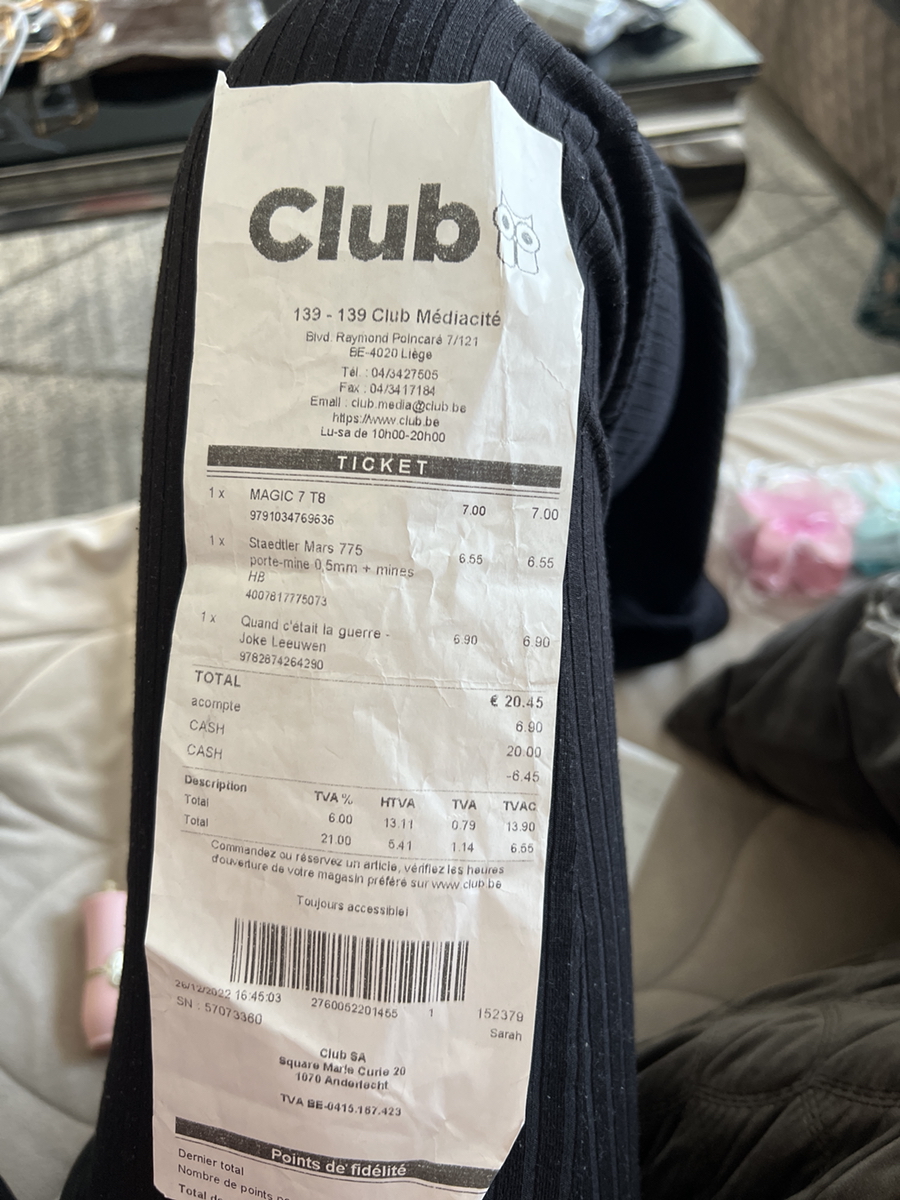 Club
139 - 139 Club Médiacité
Blvd. Raymond Poincaré 7/121
BE-4020 Liège
Tél. : 04/3427505
Fax : 04/3417184
Email : club.media@club.be
https://www.club.be
Lu-sa de 10h00-20h00
TICKET
1 x MAGIC 7 T8 7.00 7.00
9791034769636
1 x Staedtler Mars 775 6.55 6.55
porte-mine 0,5mm + mines
HB
4007817775073
1 x Quand c'était la guerre - 6.90 6.90
Joke Leeuwen
9782874264290
TOTAL € 20.45
acompte 6.90
CASH 20.00
CASH -6.45
Description TVA % HTVA TVA TVAC
Total 6.00 13.11 0.79 13.90
Total 21.00 5.41 1.14 6.55
Commandez ou réservez un article, vérifiez les heures
d'ouverture de votre magasin préféré sur www.club.be
Toujours accessible!
26/12/2022 16:45:03 2760052201455 1 152379
SN : 57073360 Sarah
Club SA
Square Marie Curie 20
1070 Anderlecht
TVA BE-0415.167.423
Points de fidélité
Dernier total
Nombre de points
Total